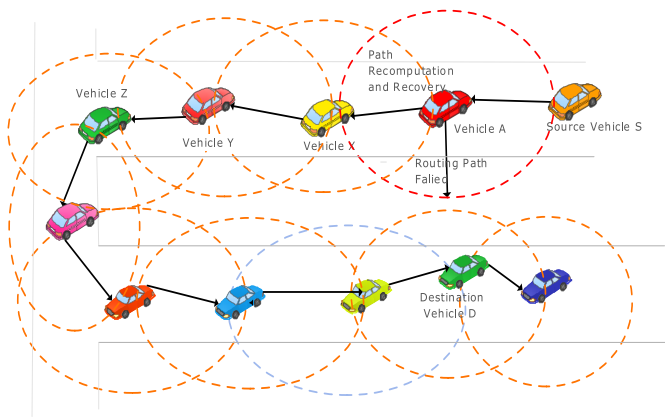 Path
Recomputation
and Recovery
Vehicle Z
Source Vehicle S
Vehicle A
Vehicle Y
Vehicle X
Routing Path
Falied
Destination
Vehicle D